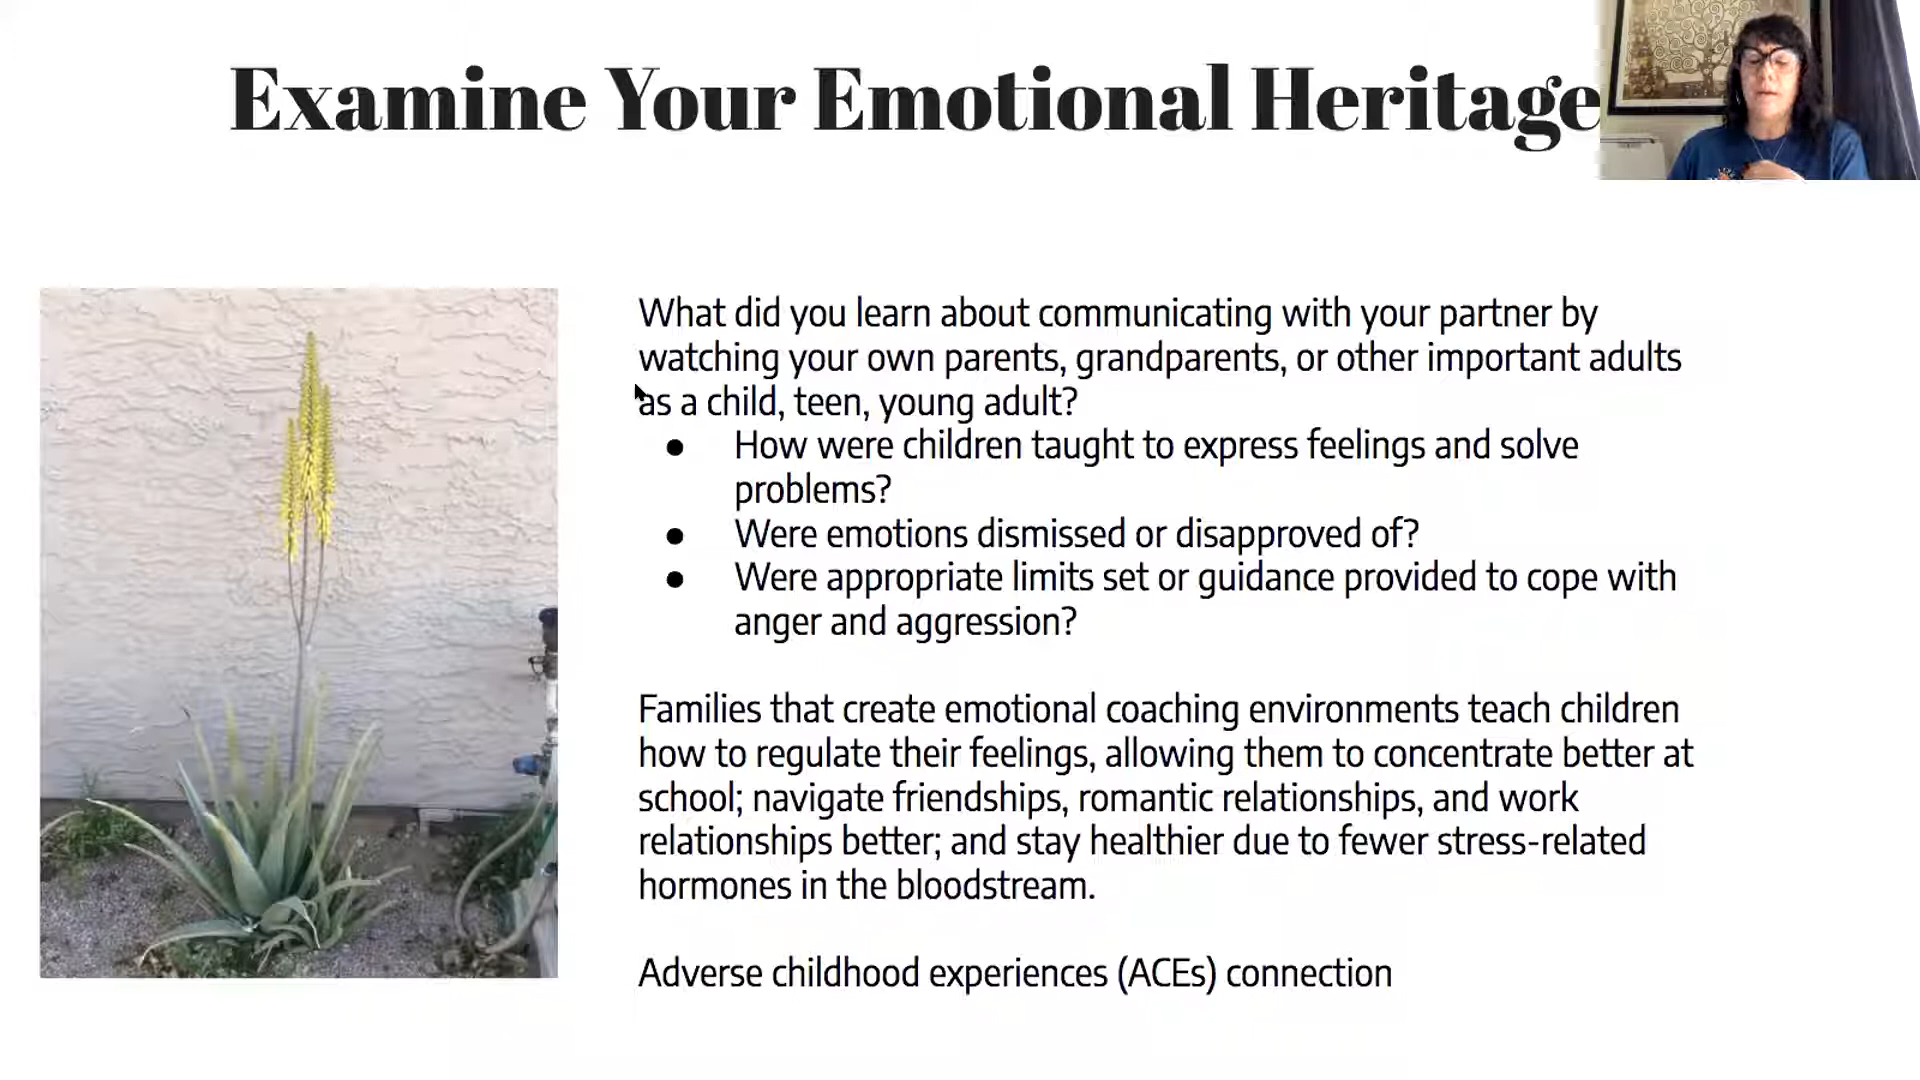 Examine Your Emotional Heritage
What did you learn about communicating with your partner by
watching your own parents, grandparents, or other important adults
as a child, teen, young adult?
● How were children taught to express feelings and solve
problems?
● Were emotions dismissed or disapproved of?
● Were appropriate limits set or guidance provided to cope with
anger and aggression?
Families that create emotional coaching environments teach children
how to regulate their feelings, allowing them to concentrate better at
school; navigate friendships, romantic relationships, and work
relationships better; and stay healthier due to fewer stress-related
hormones in the bloodstream.
Adverse childhood experiences (ACEs) connection